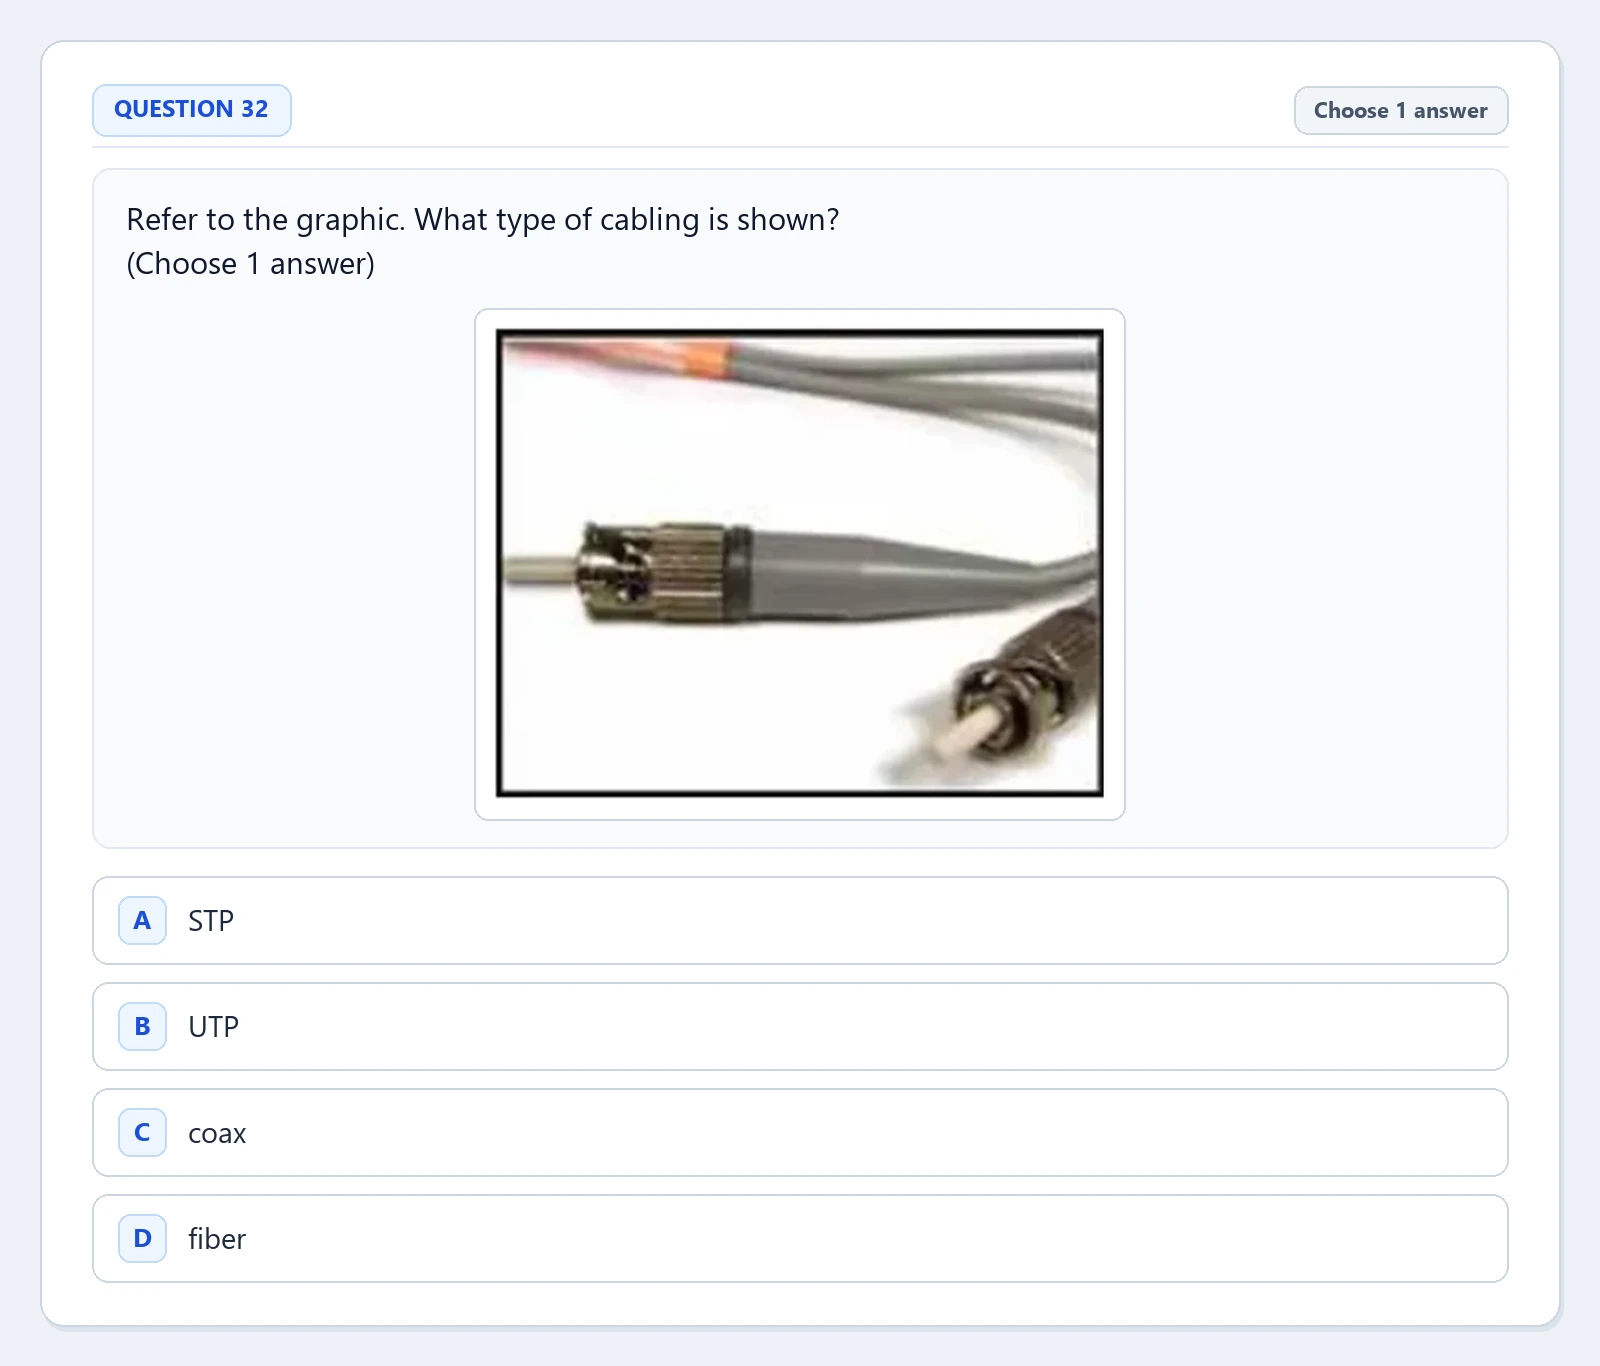 QUESTION 32
Choose 1 answer
Refer to the graphic. What type of cabling is shown?
(Choose 1 answer)
A STP
B UTP
C coax
D fiber